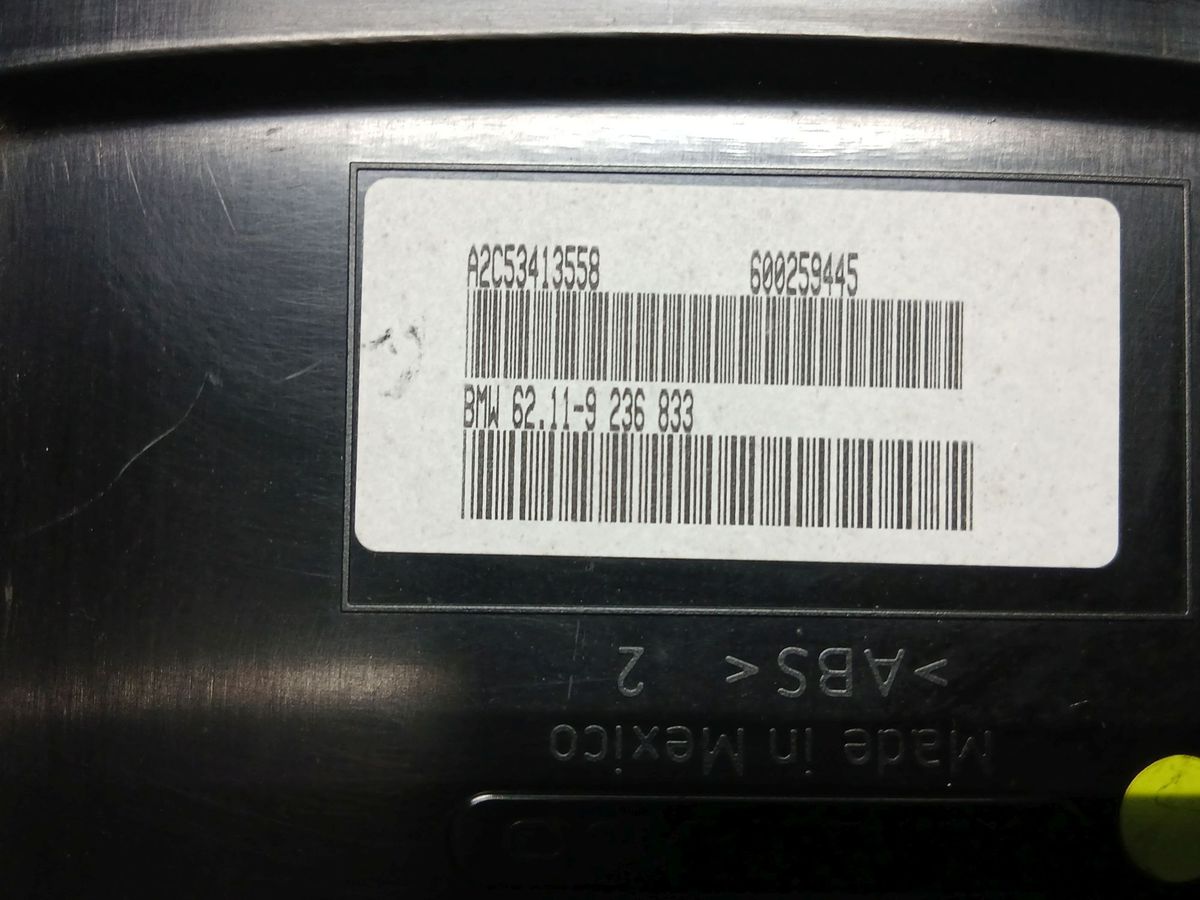 A2C53413558 600259445
BMW 62.11-9 236 833
>ABS< 2
Made in Mexico